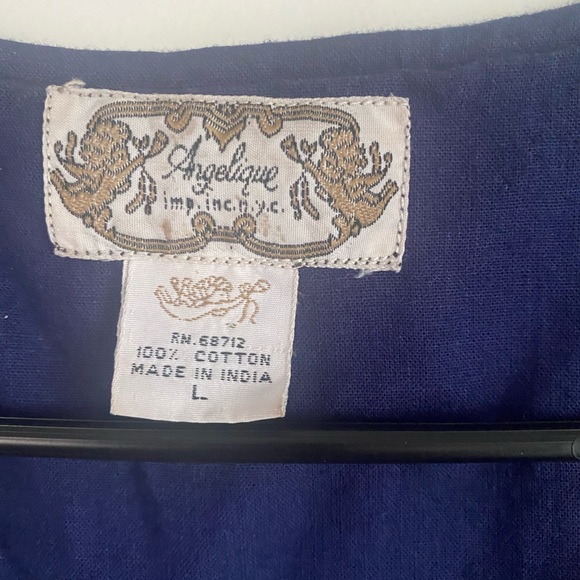 Angelique
imp. inc. n.y.c.
RN. 68712
100% COTTON
MADE IN INDIA
L